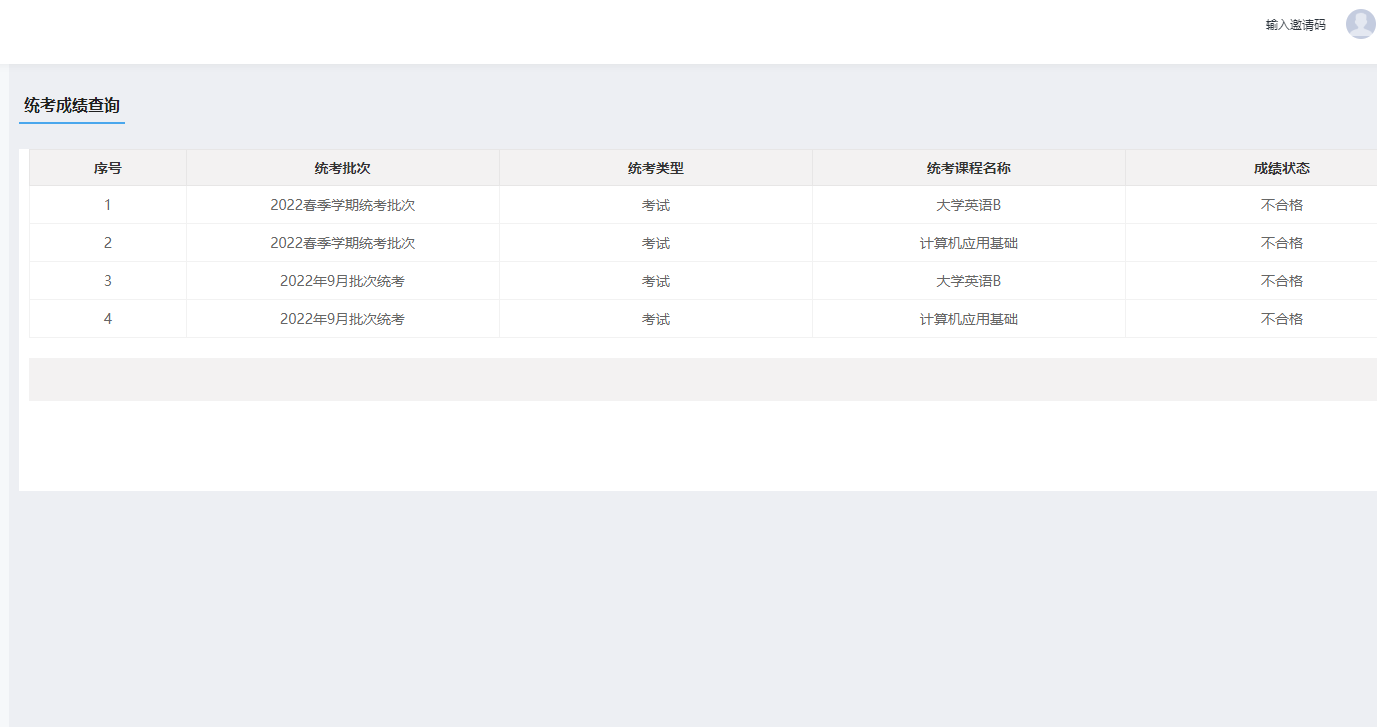 输入邀请码
统考成绩查询
序号 统考批次 统考类型 统考课程名称 成绩状态
1 2022春季学期统考批次 考试 大学英语B 不合格
2 2022春季学期统考批次 考试 计算机应用基础 不合格
3 2022年9月批次统考 考试 大学英语B 不合格
4 2022年9月批次统考 考试 计算机应用基础 不合格